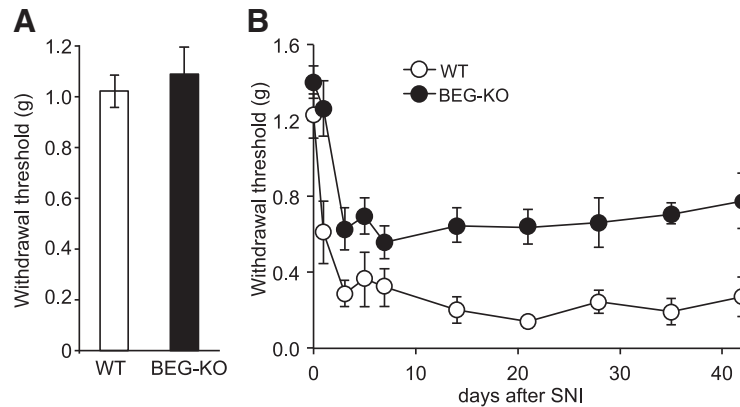 A
B
Withdrawal threshold (g)
1.2
1.0
0.8
0.6
0.4
0.2
0
WT
BEG-KO
Withdrawal threshold (g)
1.6
1.2
0.8
0.4
0.0
WT
BEG-KO
0
10
20
30
40
days after SNI